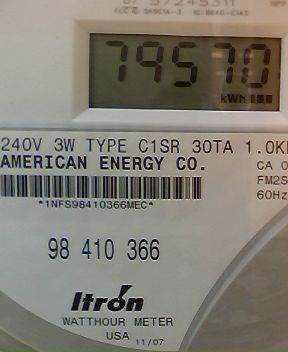 79570
kWh
240V 3W TYPE C1SR 30TA 1.0K
AMERICAN ENERGY CO.
CA 0
FM2S
60Hz
*1NFS98410366MEC*
98 410 366
Itron
WATTHOUR METER
USA 11/07